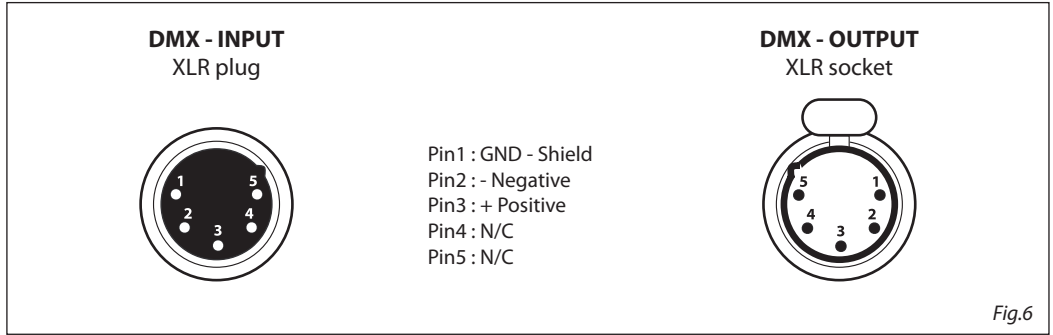 DMX - INPUT
XLR plug
1
5
2
4
3
Pin1 : GND - Shield
Pin2 : - Negative
Pin3 : + Positive
Pin4 : N/C
Pin5 : N/C
DMX - OUTPUT
XLR socket
5
1
4
2
3
Fig.6